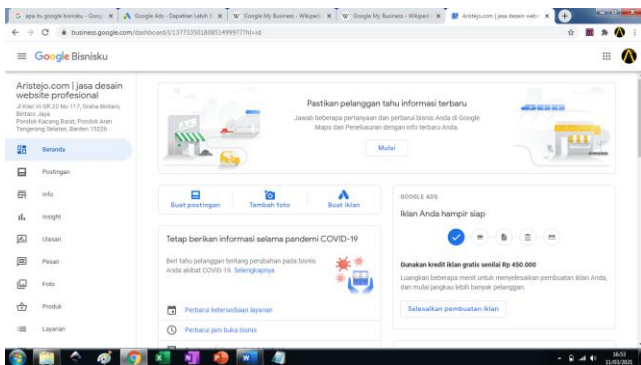 apa itu google bisnisku - Goog
Google Ads - Dapatkan Lebih B
Google My Business - Wikipedi
Google My Business - Wikiped
Aristejo.com | jasa desain webs
business.google.com/dashboard/l/13773355018085149997?hl=id
Google Bisnisku
Aristejo.com | jasa desain
website profesional
Jl Kiwi VI GR 22 No 117, Graha Bintaro,
Bintaro Jaya
Pondok Kacang Barat, Pondok Aren
Tangerang Selatan, Banten 15226
Beranda
Postingan
Info
Insight
Ulasan
Pesan
Foto
Produk
Layanan
Pastikan pelanggan tahu informasi terbaru
Jawab beberapa pertanyaan dan perbarui bisnis Anda di Google
Maps dan Penelusuran dengan info terbaru Anda.
Mulai
Buat postingan
Tambah foto
Buat iklan
Tetap berikan informasi selama pandemi COVID-19
Beri tahu pelanggan tentang perubahan pada bisnis
Anda akibat COVID-19. Selengkapnya
Perbarui ketersediaan layanan
Perbarui jam buka bisnis
GOOGLE ADS
Iklan Anda hampir siap
Gunakan kredit iklan gratis senilai Rp 450.000
Luangkan beberapa menit untuk menyelesaikan pembuatan iklan Anda,
dan mulai jangkau lebih banyak pelanggan.
Selesaikan pembuatan iklan
16:53
11/03/2021